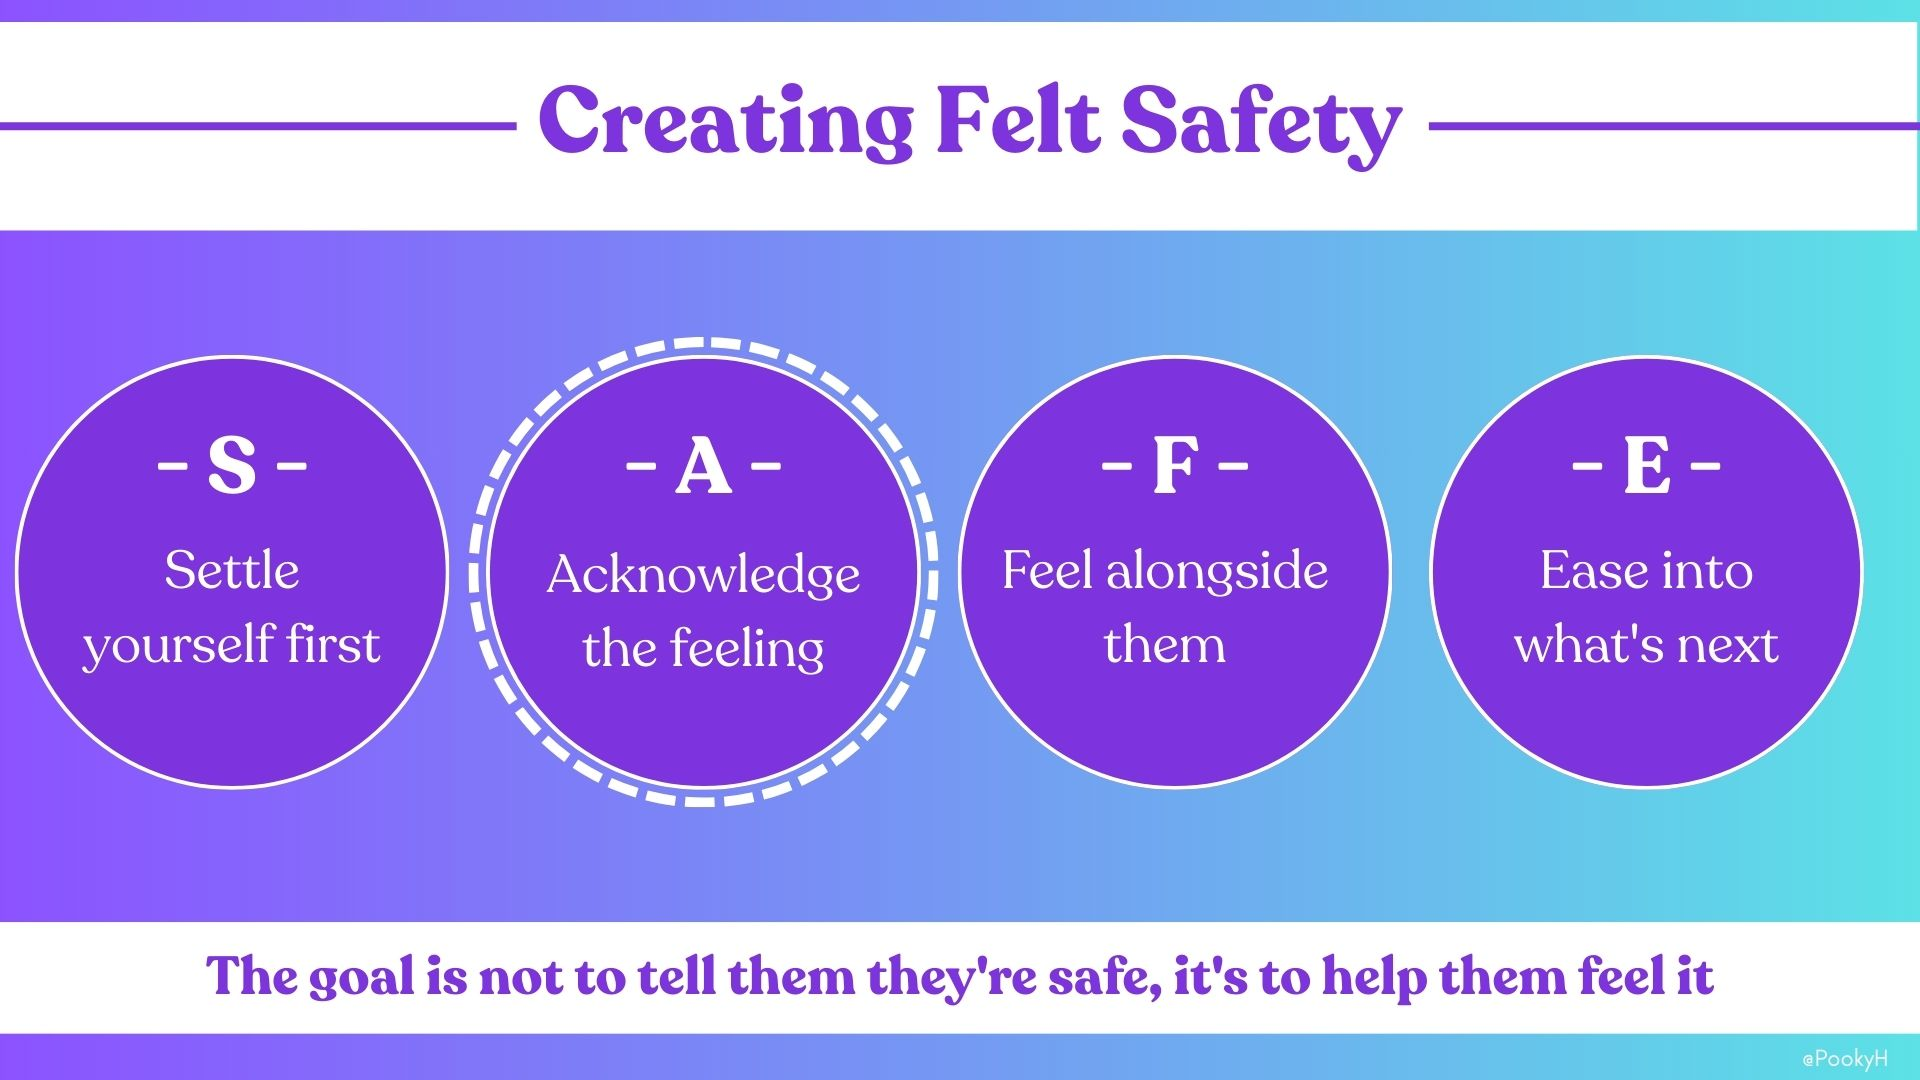 Creating Felt Safety
- S -
Settle
yourself first
- A -
Acknowledge
the feeling
- F -
Feel alongside
them
- E -
Ease into
what's next
The goal is not to tell them they're safe, it's to help them feel it
@PookyH